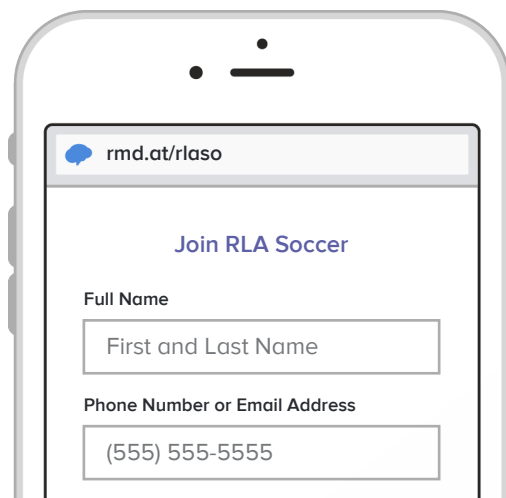 rmd.at/rlaso
Join RLA Soccer
Full Name
First and Last Name
Phone Number or Email Address
(555) 555-5555